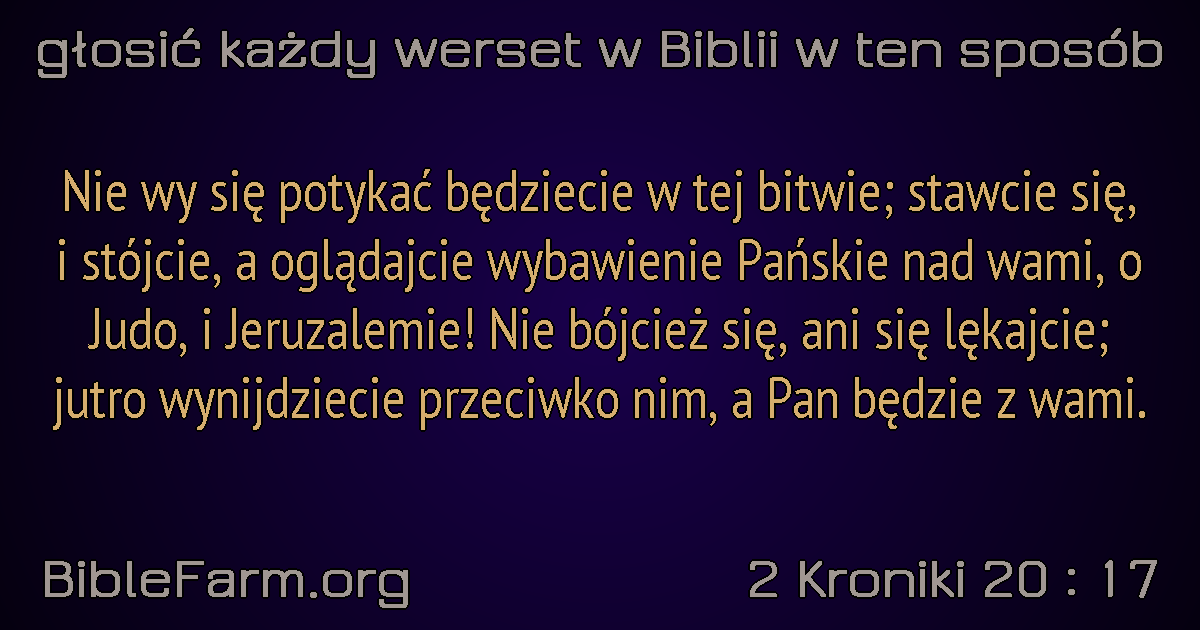 głosić każdy werset w Biblii w ten sposób
Nie wy się potykać będziecie w tej bitwie; stawcie się,
i stójcie, a oglądajcie wybawienie Pańskie nad wami, o
Judo, i Jeruzalemie! Nie bójcież się, ani się lękajcie;
jutro wynijdziecie przeciwko nim, a Pan będzie z wami.
BibleFarm.org
2 Kroniki 20 : 17